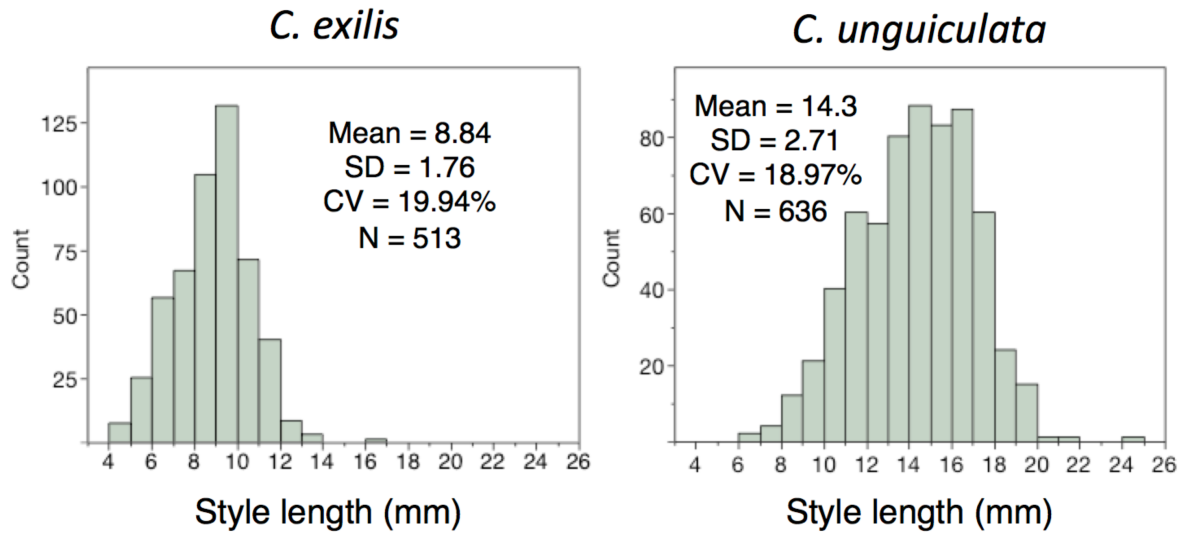 C. exilis
Mean = 8.84
SD = 1.76
CV = 19.94%
N = 513
Count
125
100
75
50
25
4 6 8 10 12 14 16 18 20 22 24 26
Style length (mm)
C. unguiculata
Mean = 14.3
SD = 2.71
CV = 18.97%
N = 636
Count
80
60
40
20
4 6 8 10 12 14 16 18 20 22 24 26
Style length (mm)